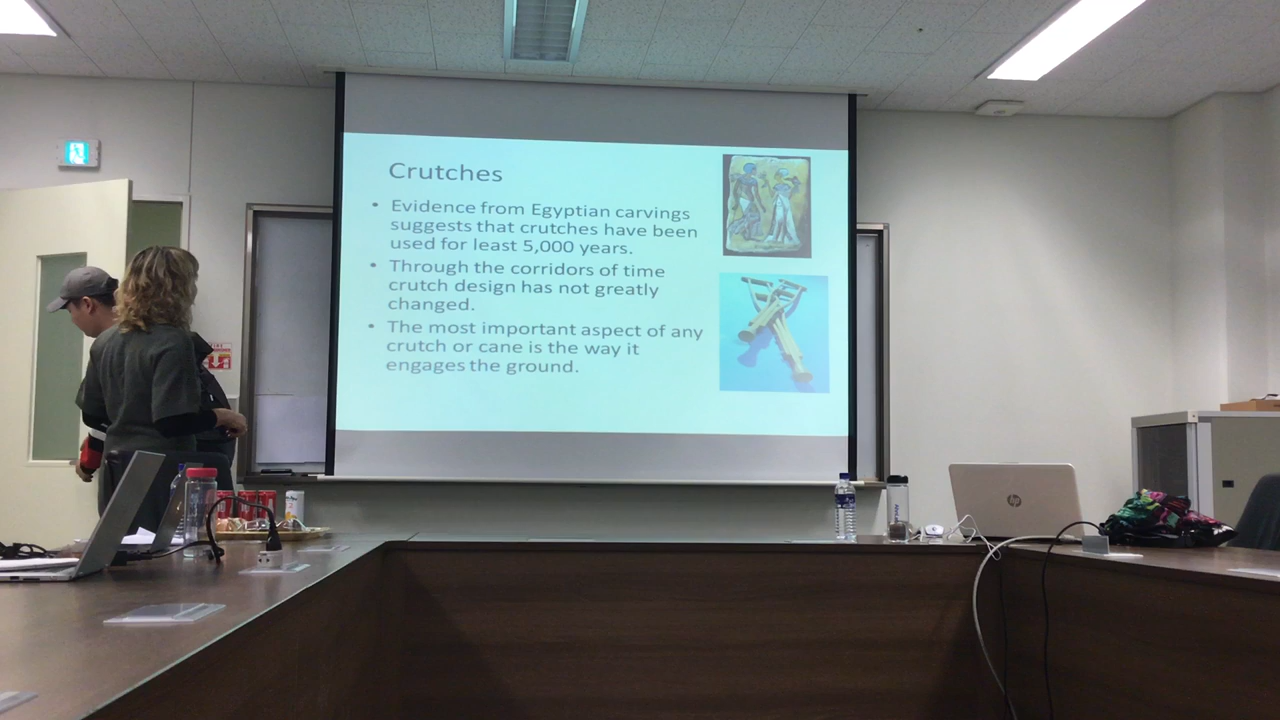 Crutches
• Evidence from Egyptian carvings
suggests that crutches have been
used for least 5,000 years.
• Through the corridors of time
crutch design has not greatly
changed.
• The most important aspect of any
crutch or cane is the way it
engages the ground.
hp